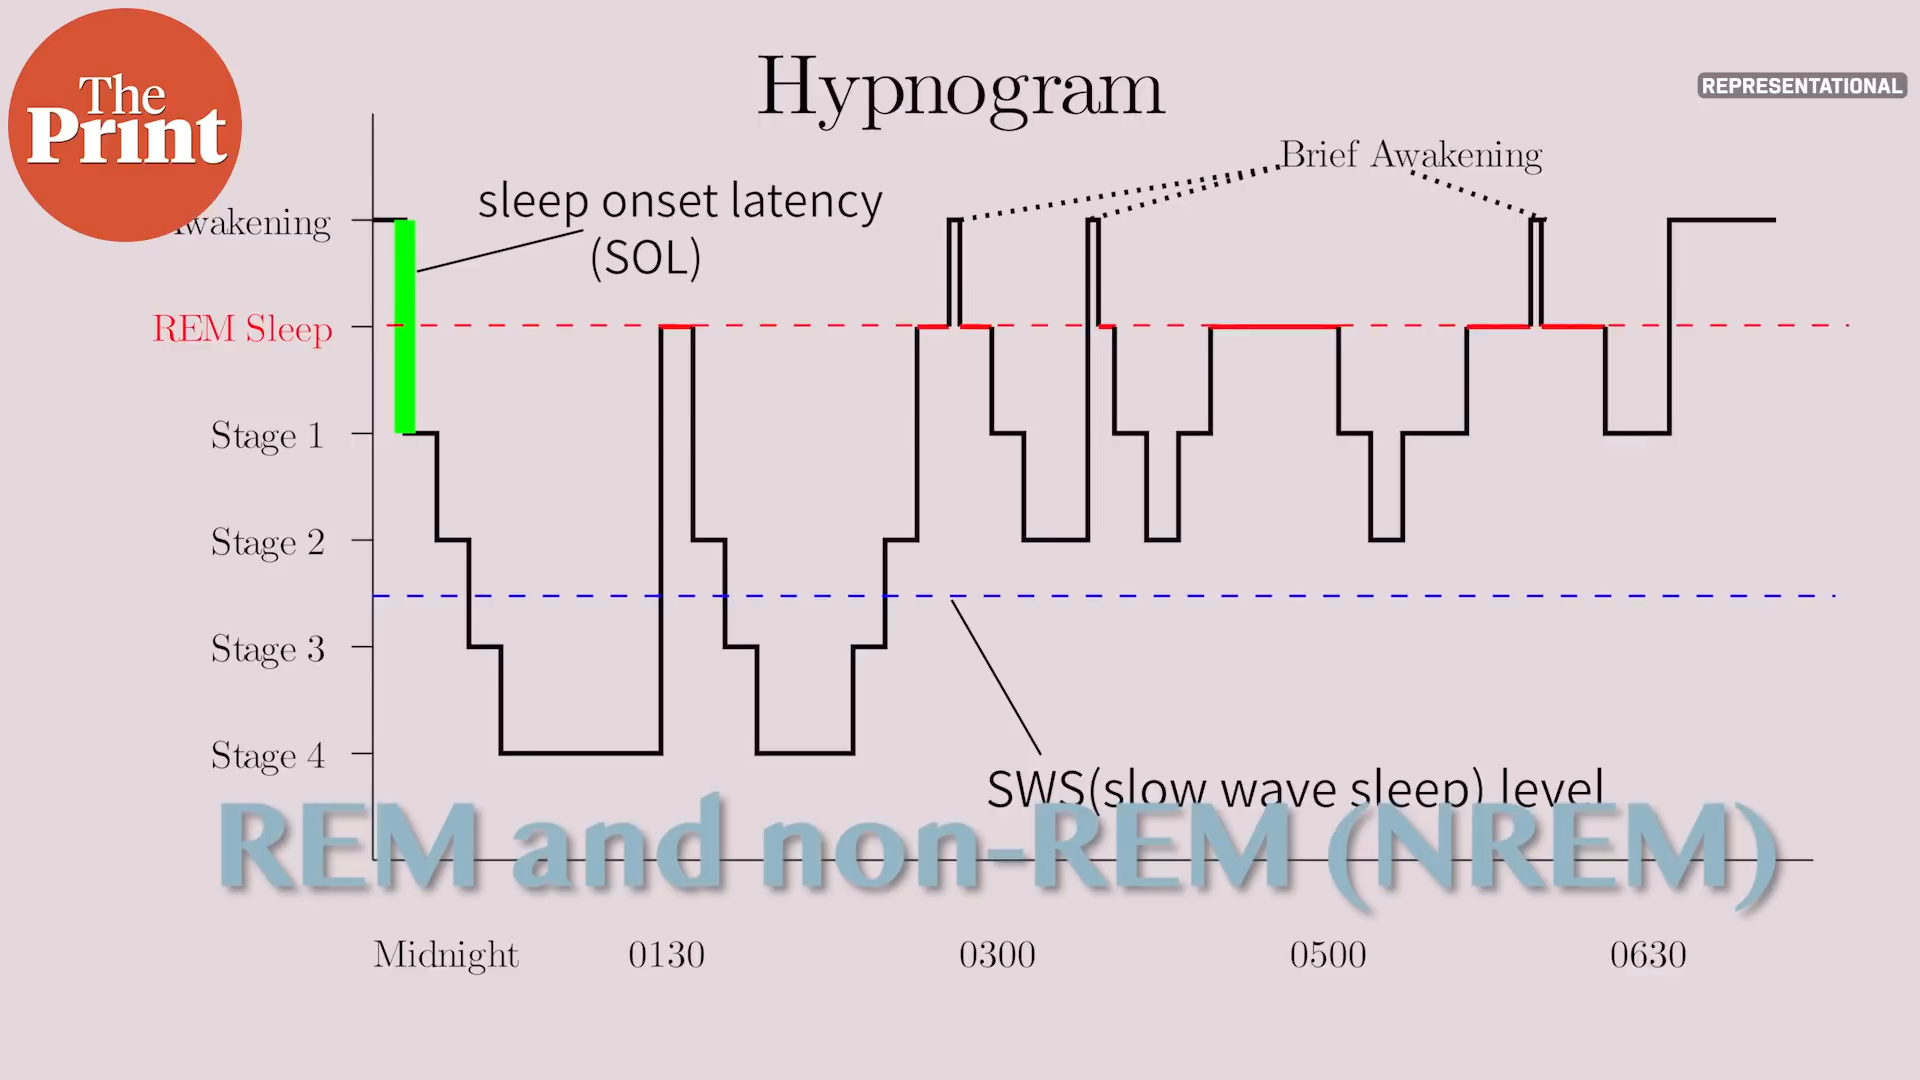 The
Print
Hypnogram
REPRESENTATIONAL
Brief Awakening
sleep onset latency
(SOL)
Awakening
REM Sleep
Stage 1
Stage 2
Stage 3
Stage 4
SWS(slow wave sleep) level
REM and non-REM (NREM)
Midnight 0130 0300 0500 0630